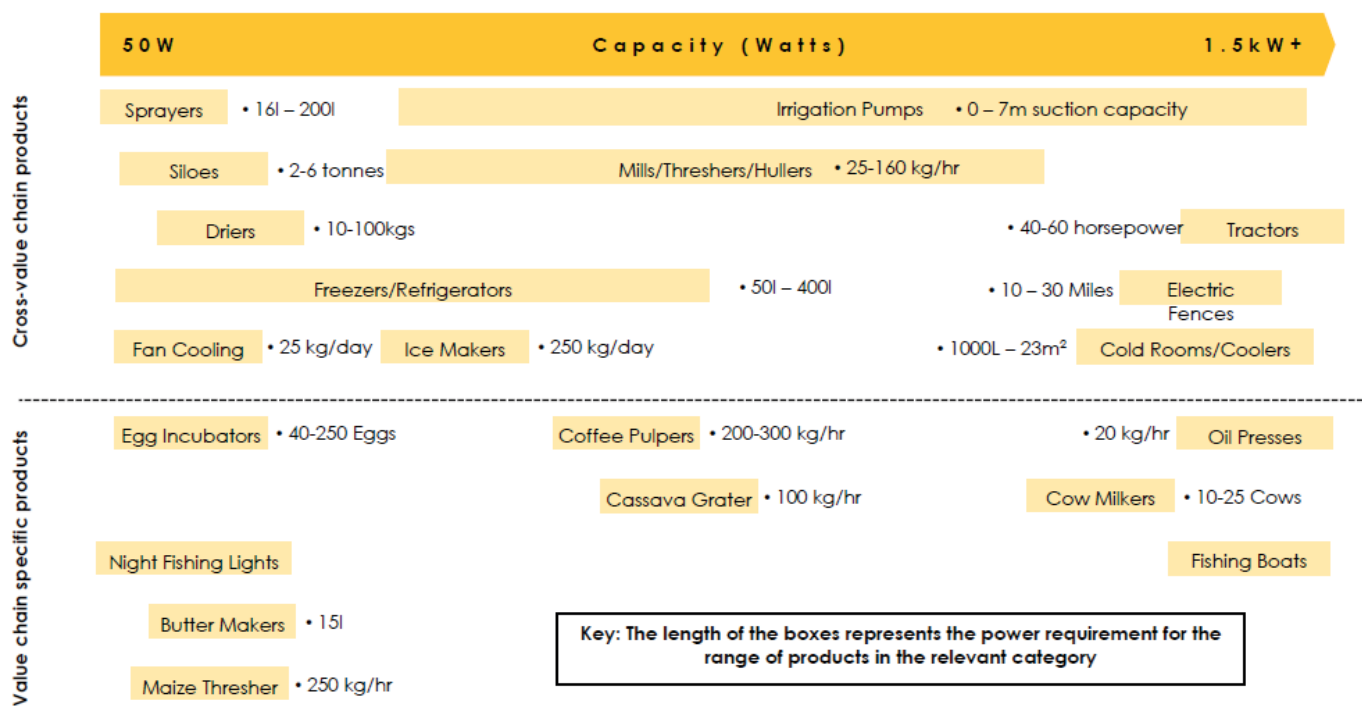 50W Capacity (Watts) 1.5kW+
Cross-value chain products
Sprayers • 16l – 200l Irrigation Pumps • 0 – 7m suction capacity
Siloes • 2-6 tonnes Mills/Threshers/Hullers • 25-160 kg/hr
Driers • 10-100kgs • 40-60 horsepower Tractors
Freezers/Refrigerators • 50l – 400l • 10 – 30 Miles Electric
Fences
Fan Cooling • 25 kg/day Ice Makers • 250 kg/day • 1000L – 23m² Cold Rooms/Coolers
Value chain specific products
Egg Incubators • 40-250 Eggs Coffee Pulpers • 200-300 kg/hr • 20 kg/hr Oil Presses
Cassava Grater • 100 kg/hr Cow Milkers • 10-25 Cows
Night Fishing Lights Fishing Boats
Butter Makers • 15l
Maize Thresher • 250 kg/hr
Key: The length of the boxes represents the power requirement for the
range of products in the relevant category